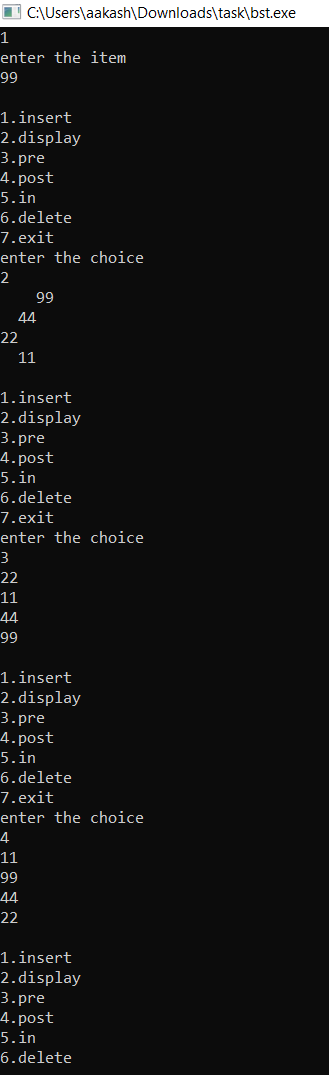 C:\Users\aakash\Downloads\task\bst.exe
1
enter the item
99

1.insert
2.display
3.pre
4.post
5.in
6.delete
7.exit
enter the choice
2
    99
  44
22
  11

1.insert
2.display
3.pre
4.post
5.in
6.delete
7.exit
enter the choice
3
22
11
44
99

1.insert
2.display
3.pre
4.post
5.in
6.delete
7.exit
enter the choice
4
11
99
44
22

1.insert
2.display
3.pre
4.post
5.in
6.delete